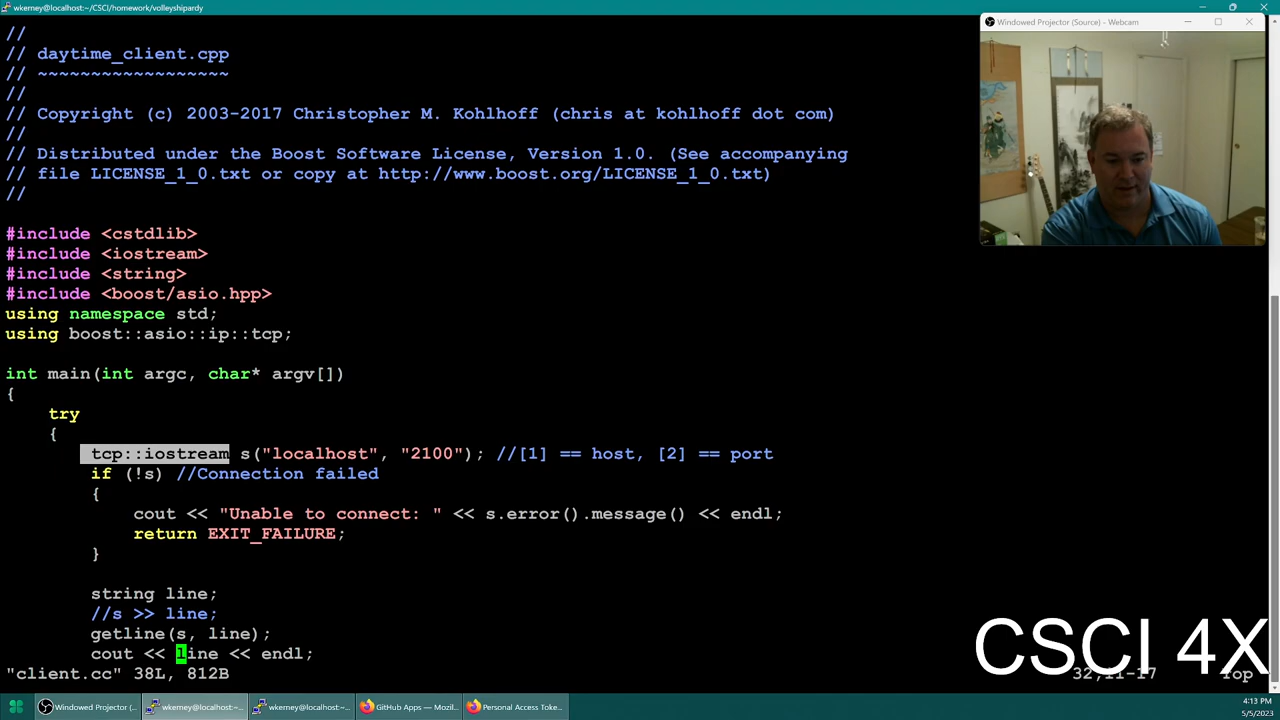 wkerney@localhost:~/CSCI/homework/volleyshipardy
Windowed Projector (Source) - Webcam
//
// daytime_client.cpp
// ~~~~~~~~~~~~~~~~~~
//
// Copyright (c) 2003-2017 Christopher M. Kohlhoff (chris at kohlhoff dot com)
//
// Distributed under the Boost Software License, Version 1.0. (See accompanying
// file LICENSE_1_0.txt or copy at http://www.boost.org/LICENSE_1_0.txt)
//
#include <cstdlib>
#include <iostream>
#include <string>
#include <boost/asio.hpp>
using namespace std;
using boost::asio::ip::tcp;
int main(int argc, char* argv[])
{
try
{
tcp::iostream s("localhost", "2100"); //[1] == host, [2] == port
if (!s) //Connection failed
{
cout << "Unable to connect: " << s.error().message() << endl;
return EXIT_FAILURE;
}
string line;
//s >> line;
getline(s, line);
cout << line << endl;
"client.cc" 38L, 812B
32,11-17
Top
CSCI 4X
Windowed Projector (...
wkerney@localhost:~...
wkerney@localhost:~...
GitHub Apps — Mozil...
Personal Access Toke...
4:13 PM
5/5/2023